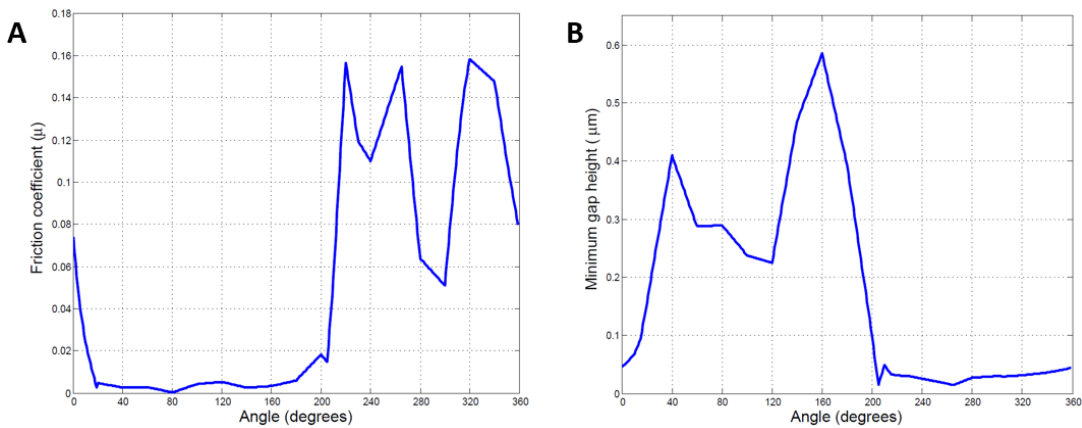 A
Friction coefficient (μ)
0.18
0.16
0.14
0.12
0.1
0.08
0.06
0.04
0.02
0
0 40 80 120 160 200 240 280 320 360
Angle (degrees)
B
Minimum gap height ( μm)
0.6
0.5
0.4
0.3
0.2
0.1
0
0 40 80 120 160 200 240 280 320 360
Angle (degrees)